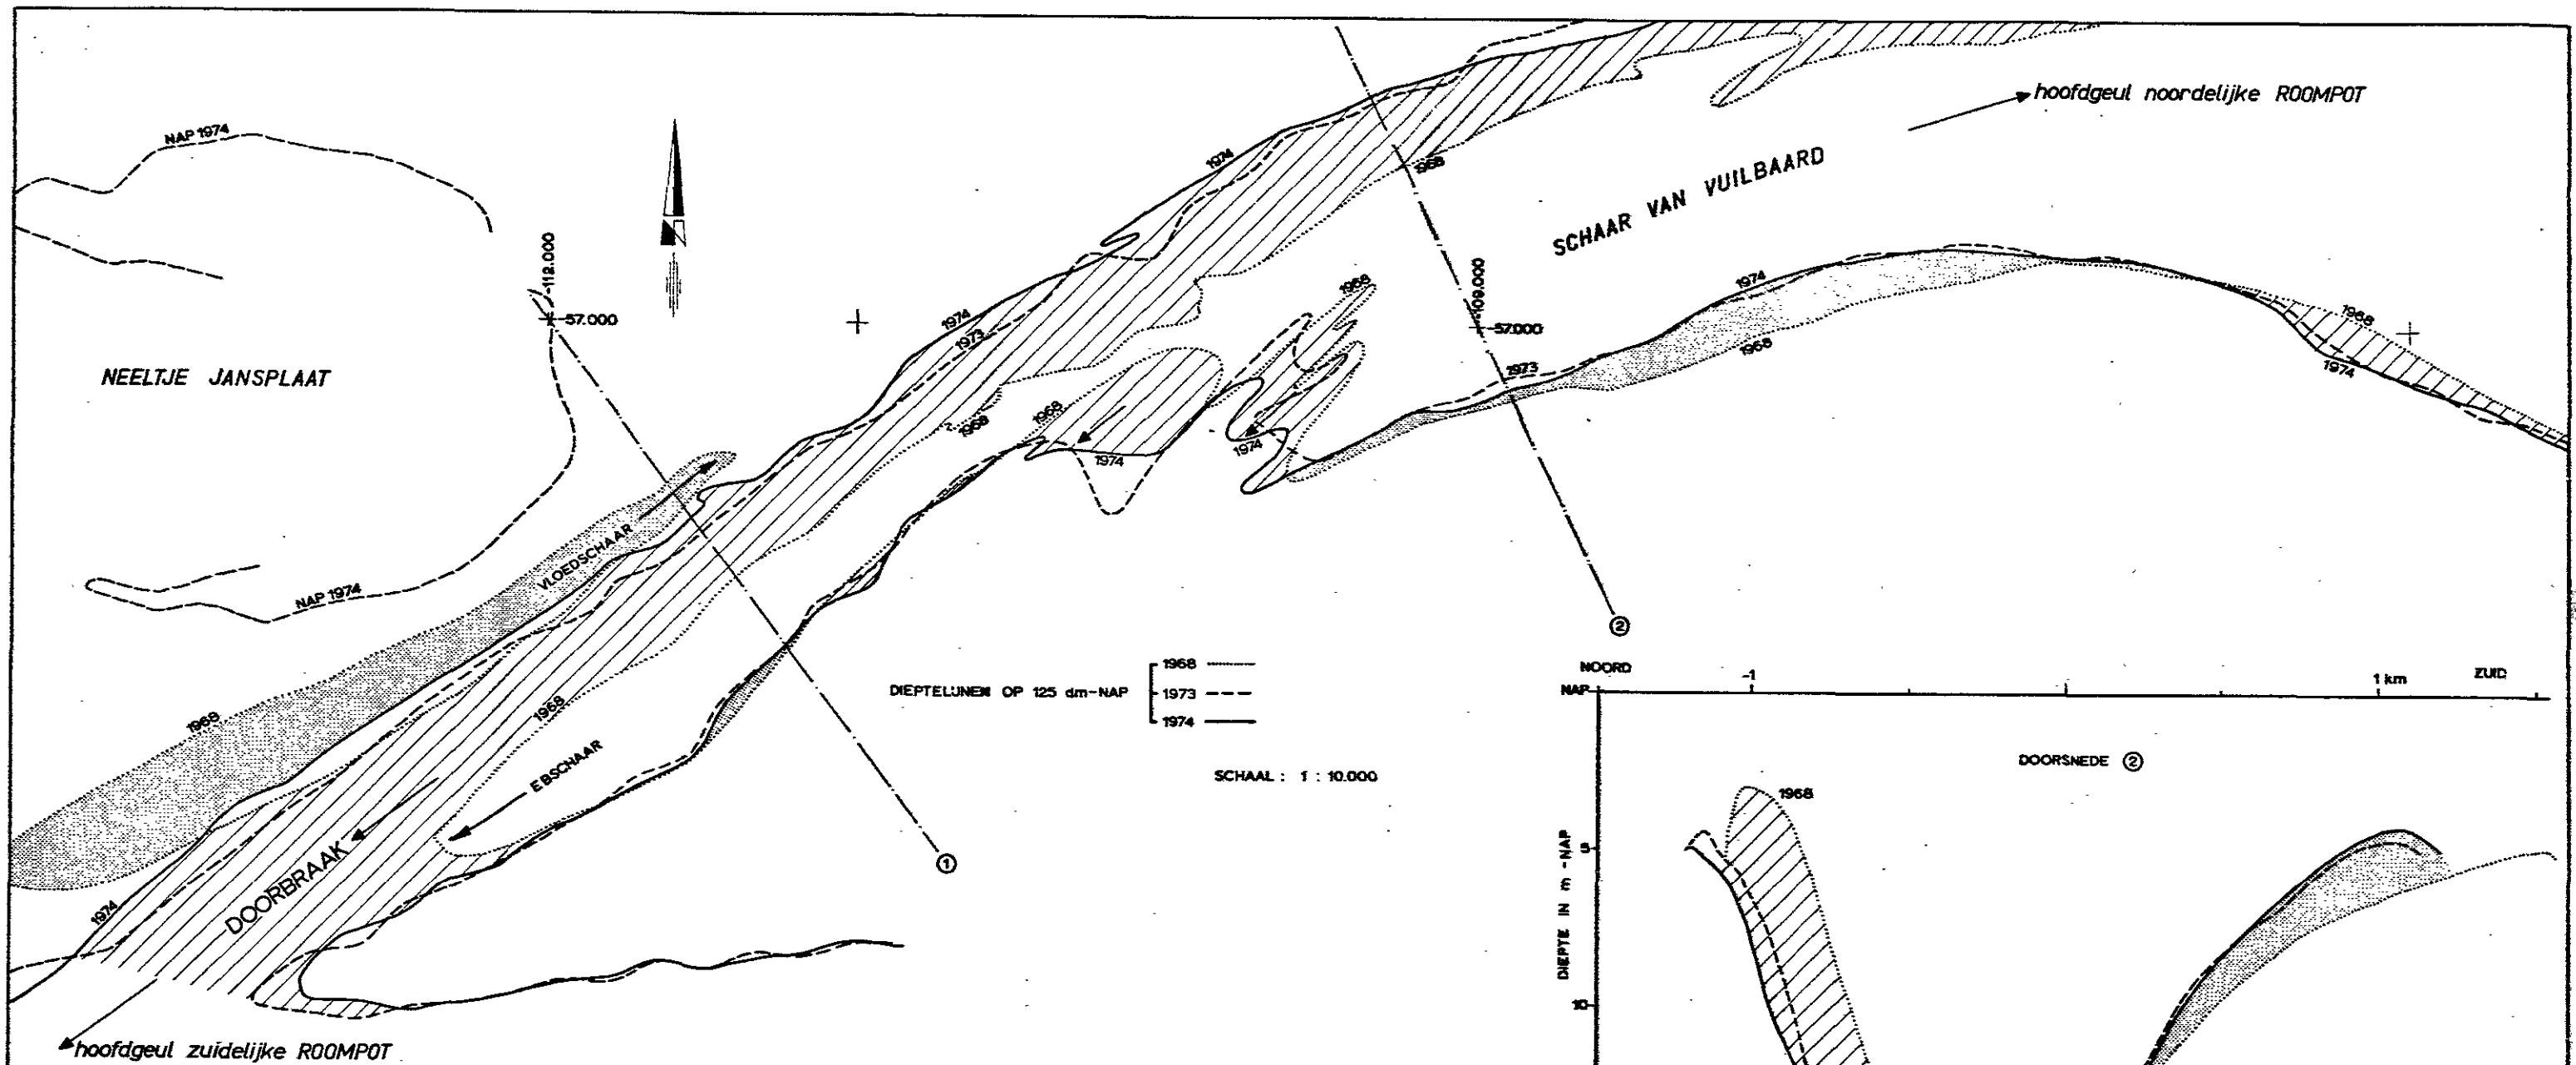 NAP 1974
hoofdgeul noordelijke ROOMPOT
1974
1968
SCHAAR VAN VUILBAARD
-112.000
-57.000
NEELTJE JANSPLAAT
1974
1973
1968
1968
1974
1968
1974
109.000
-57.000
1973
1974
1968
1968
1974
VLOEDSCHAAR
NAP 1974
1968
1968
EBSCHAAR
DOORBRAAK
1974
hoofdgeul zuidelijke ROOMPOT
1
2
DIEPTELIJNEN OP 125 dm-NAP
1968
1973
1974
SCHAAL : 1 : 10.000
NOORD
NAP
-1
1 km
ZUID
DOORSNEDE 2
1968
DIEPTE IN m -NAP
5
10